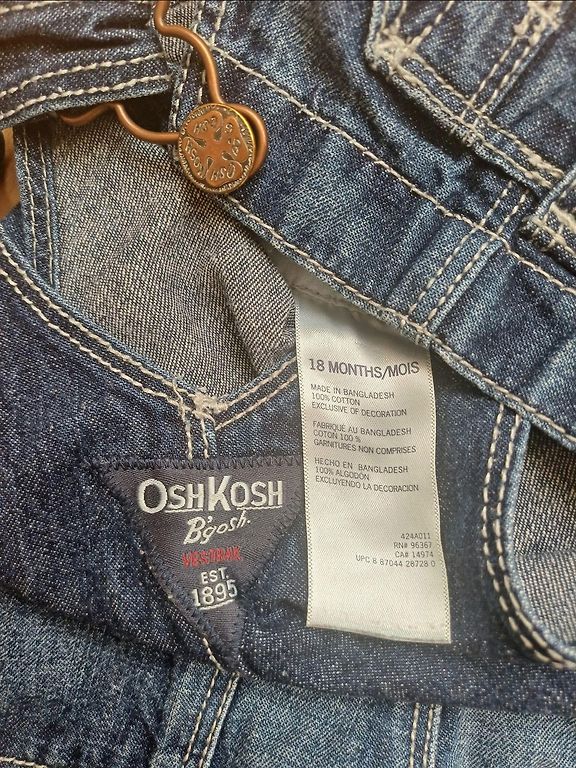 18 MONTHS/MOIS
MADE IN BANGLADESH
100% COTTON
EXCLUSIVE OF DECORATION
FABRIQUÉ AU BANGLADESH
COTON 100 %
GARNITURES NON COMPRISES
HECHO EN BANGLADESH
100% ALGODÓN
EXCLUYENDO LA DECORACION
424A011
RN# 96367
CA# 14974
UPC 8 87044 28728 0
OSHKOSH
B'gosh.
VESTBAK
EST.
1895